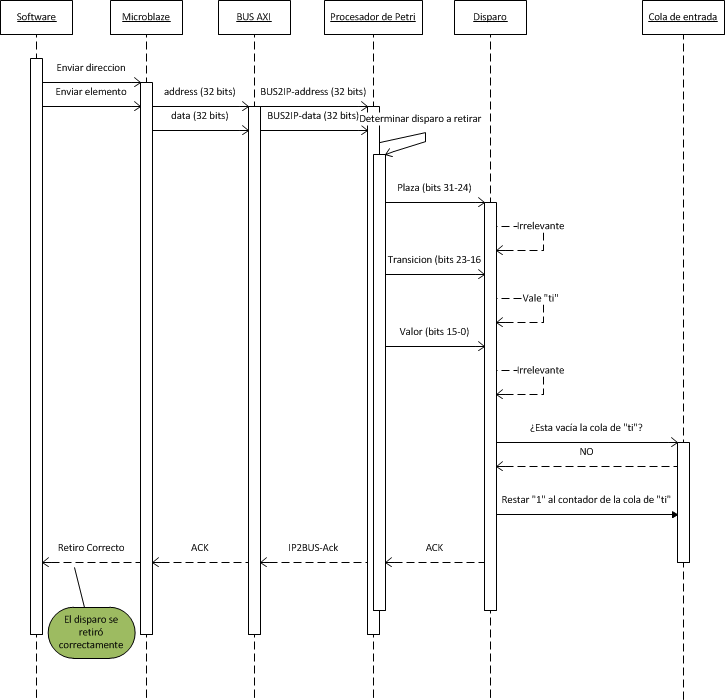 Software
Microblaze
BUS AXI
Procesador de Petri
Disparo
Cola de entrada
Enviar direccion
Enviar elemento
address (32 bits)
BUS2IP-address (32 bits)
data (32 bits)
BUS2IP-data (32 bits)
Determinar disparo a retirar
Plaza (bits 31-24)
Irrelevante
Transicion (bits 23-16
Vale "ti"
Valor (bits 15-0)
Irrelevante
¿Esta vacía la cola de "ti"?
NO
Restar "1" al contador de la cola de "ti"
Retiro Correcto
ACK
IP2BUS-Ack
ACK
El disparo se
retiró
correctamente